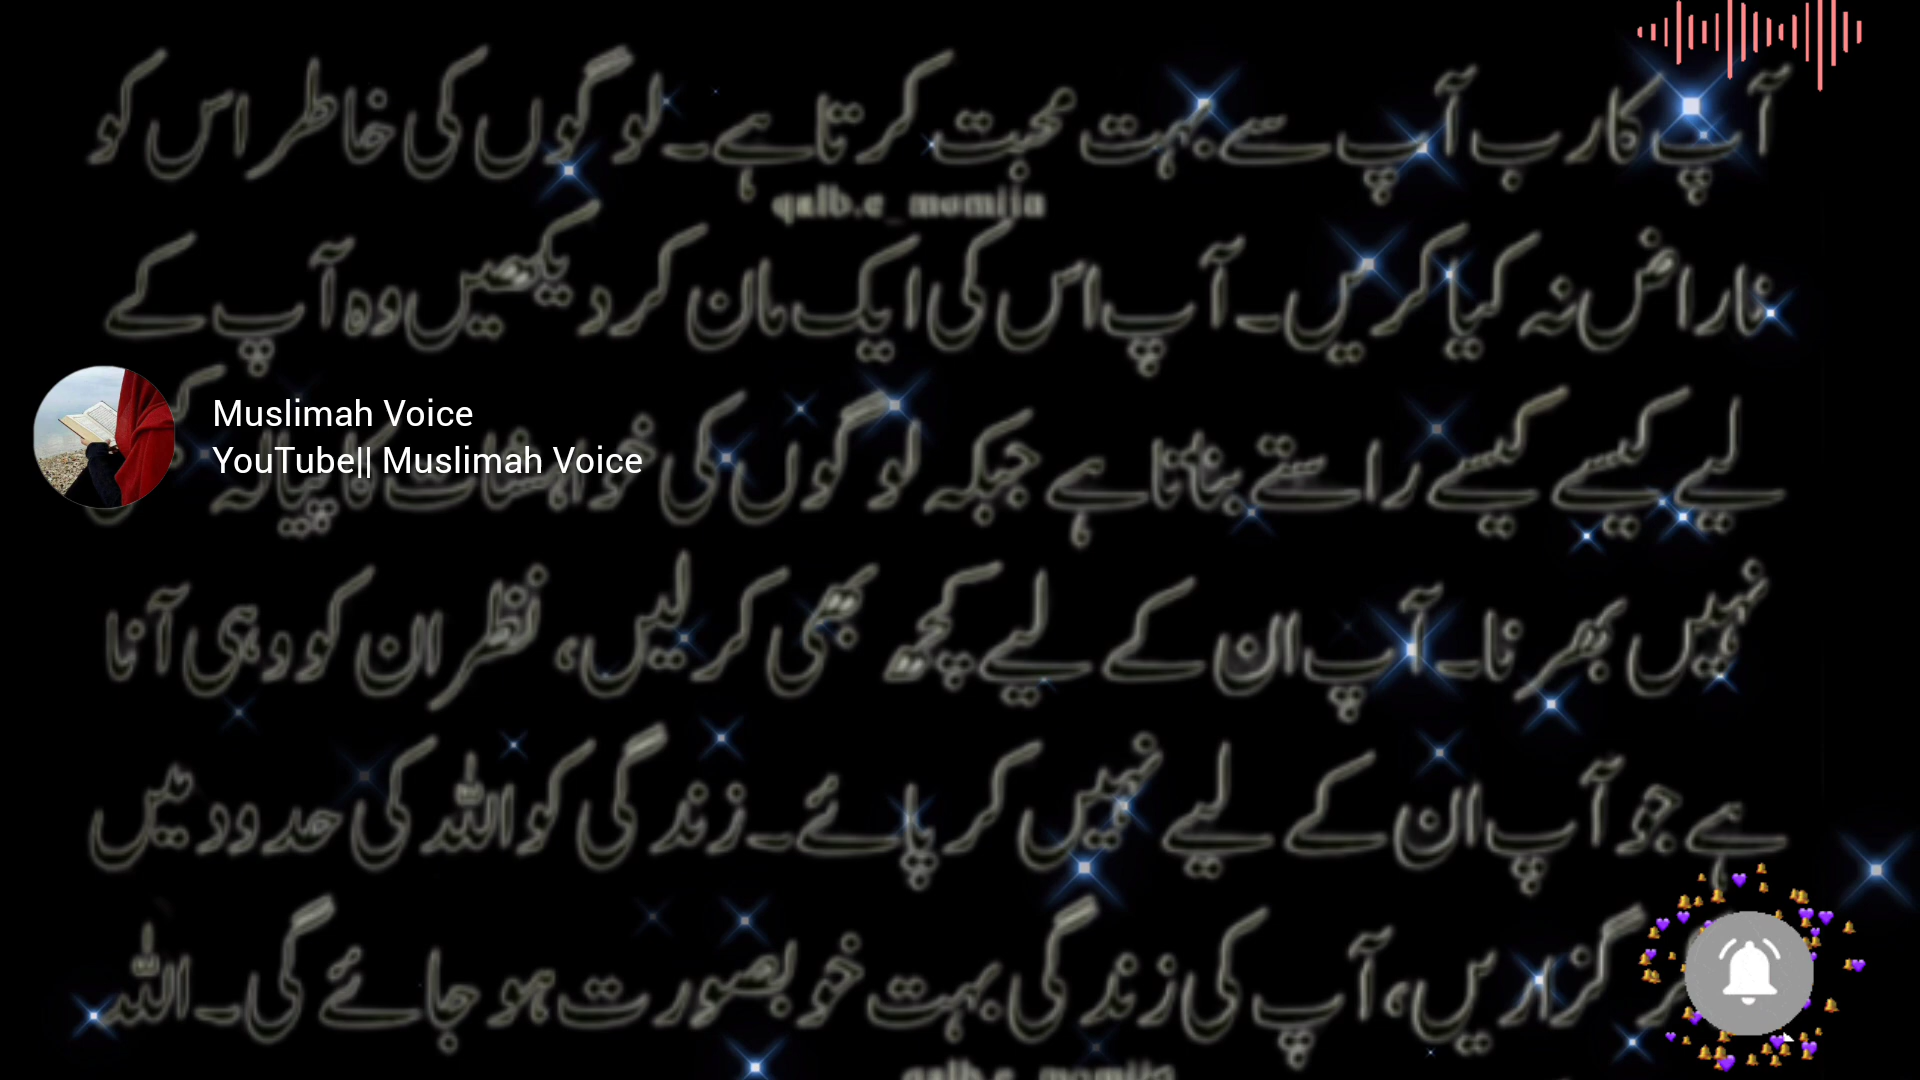 آپ کا رب آپ سے بہت محبت کرتا ہے۔ لوگوں کی خاطر اس کو
qalb.e_momiin
ناراض نہ کیا کریں۔ آپ اس کی ایک مان کر دیکھیں وہ آپ کے
لیے کیسے کیسے راستے بناتا ہے جبکہ لوگوں کی خواہشات کا پیالہ
Muslimah Voice
YouTube|| Muslimah Voice
نہیں بھرنا۔ آپ ان کے لیے کچھ بھی کر لیں، نظر ان کو وہی آنا
ہے جو آپ ان کے لیے نہیں کر پائے۔ زندگی کو اللہ کی حدود میں
گزاریں، آپ کی زندگی بہت خوبصورت ہو جائے گی۔ اللہ